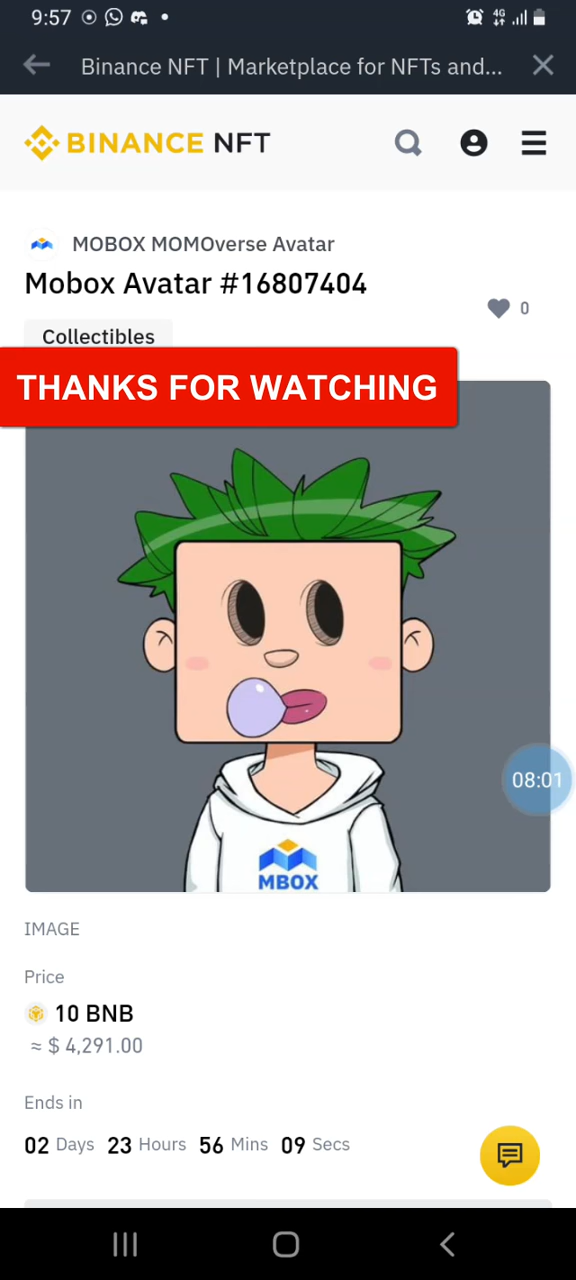 9:57
4G
Binance NFT | Marketplace for NFTs and...
BINANCE NFT
MOBOX MOMOverse Avatar
Mobox Avatar #16807404
0
Collectibles
THANKS FOR WATCHING
08:01
MBOX
IMAGE
Price
10 BNB
≈ $ 4,291.00
Ends in
02 Days 23 Hours 56 Mins 09 Secs